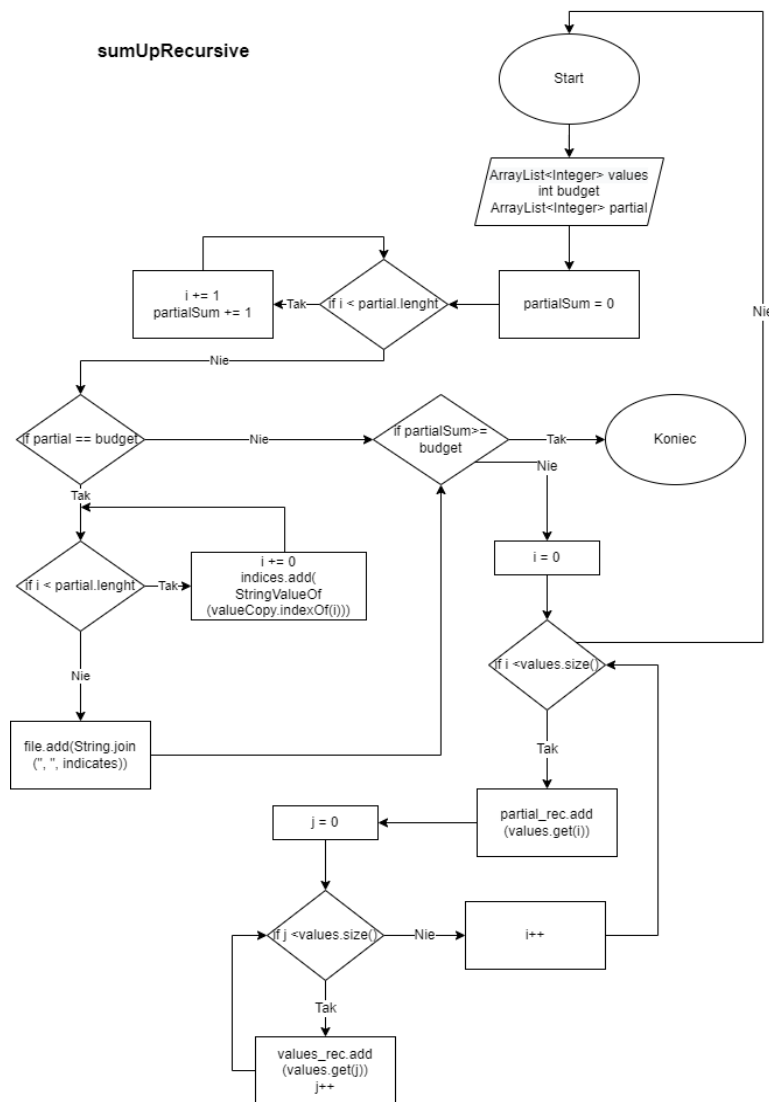 sumUpRecursive
Start
ArrayList<Integer> values
int budget
ArrayList<Integer> partial
partialSum = 0
if i < partial.lenght
Tak
i += 1
partialSum += 1
Nie
if partial == budget
Nie
if partialSum>=
budget
Tak
Koniec
Nie
Tak
if i < partial.lenght
Tak
i += 0
indices.add(
StringValueOf
(valueCopy.indexOf(i)))
Nie
file.add(String.join
(", ", indicates))
i = 0
if i <values.size()
Nie
Tak
partial_rec.add
(values.get(i))
j = 0
if j <values.size()
Nie
i++
Tak
values_rec.add
(values.get(j))
j++